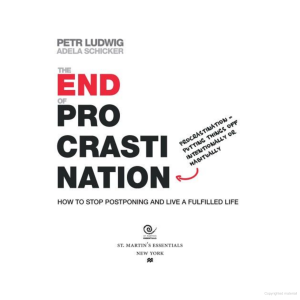 PETR LUDWIG
ADELA SCHICKER
THE
END
OF
PRO
CRASTI
NATION
PROCRASTINATION =
PUTTING THINGS OFF
INTENTIONALLY OR
HABITUALLY
HOW TO STOP POSTPONING AND LIVE A FULFILLED LIFE
ST. MARTIN'S ESSENTIALS
NEW YORK